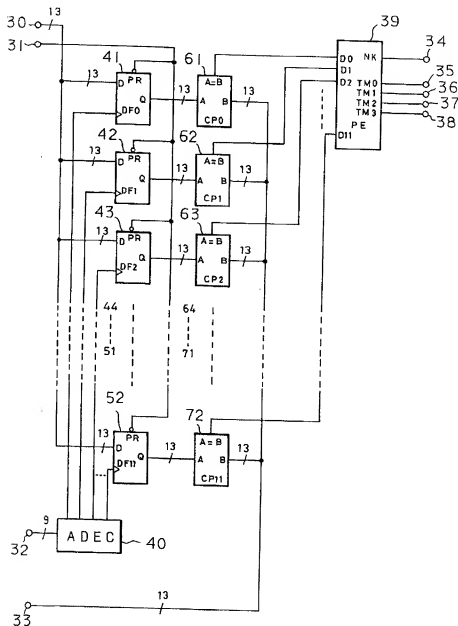 30 13
31
39
41 61
13 D PR Q 13 A=B A B 13
DF0 CP0
D0 NK 34
D1
D2 TM0 35
TM1 36
TM2 37
TM3 38
PE
D11
42 62
13 D PR Q 13 A=B A B 13
DF1 CP1
43 63
13 D PR Q 13 A=B A B 13
DF2 CP2
44 64
51 71
52 72
13 D PR Q 13 A=B A B 13
DF11 CP11
32 9 ADEC 40
33 13